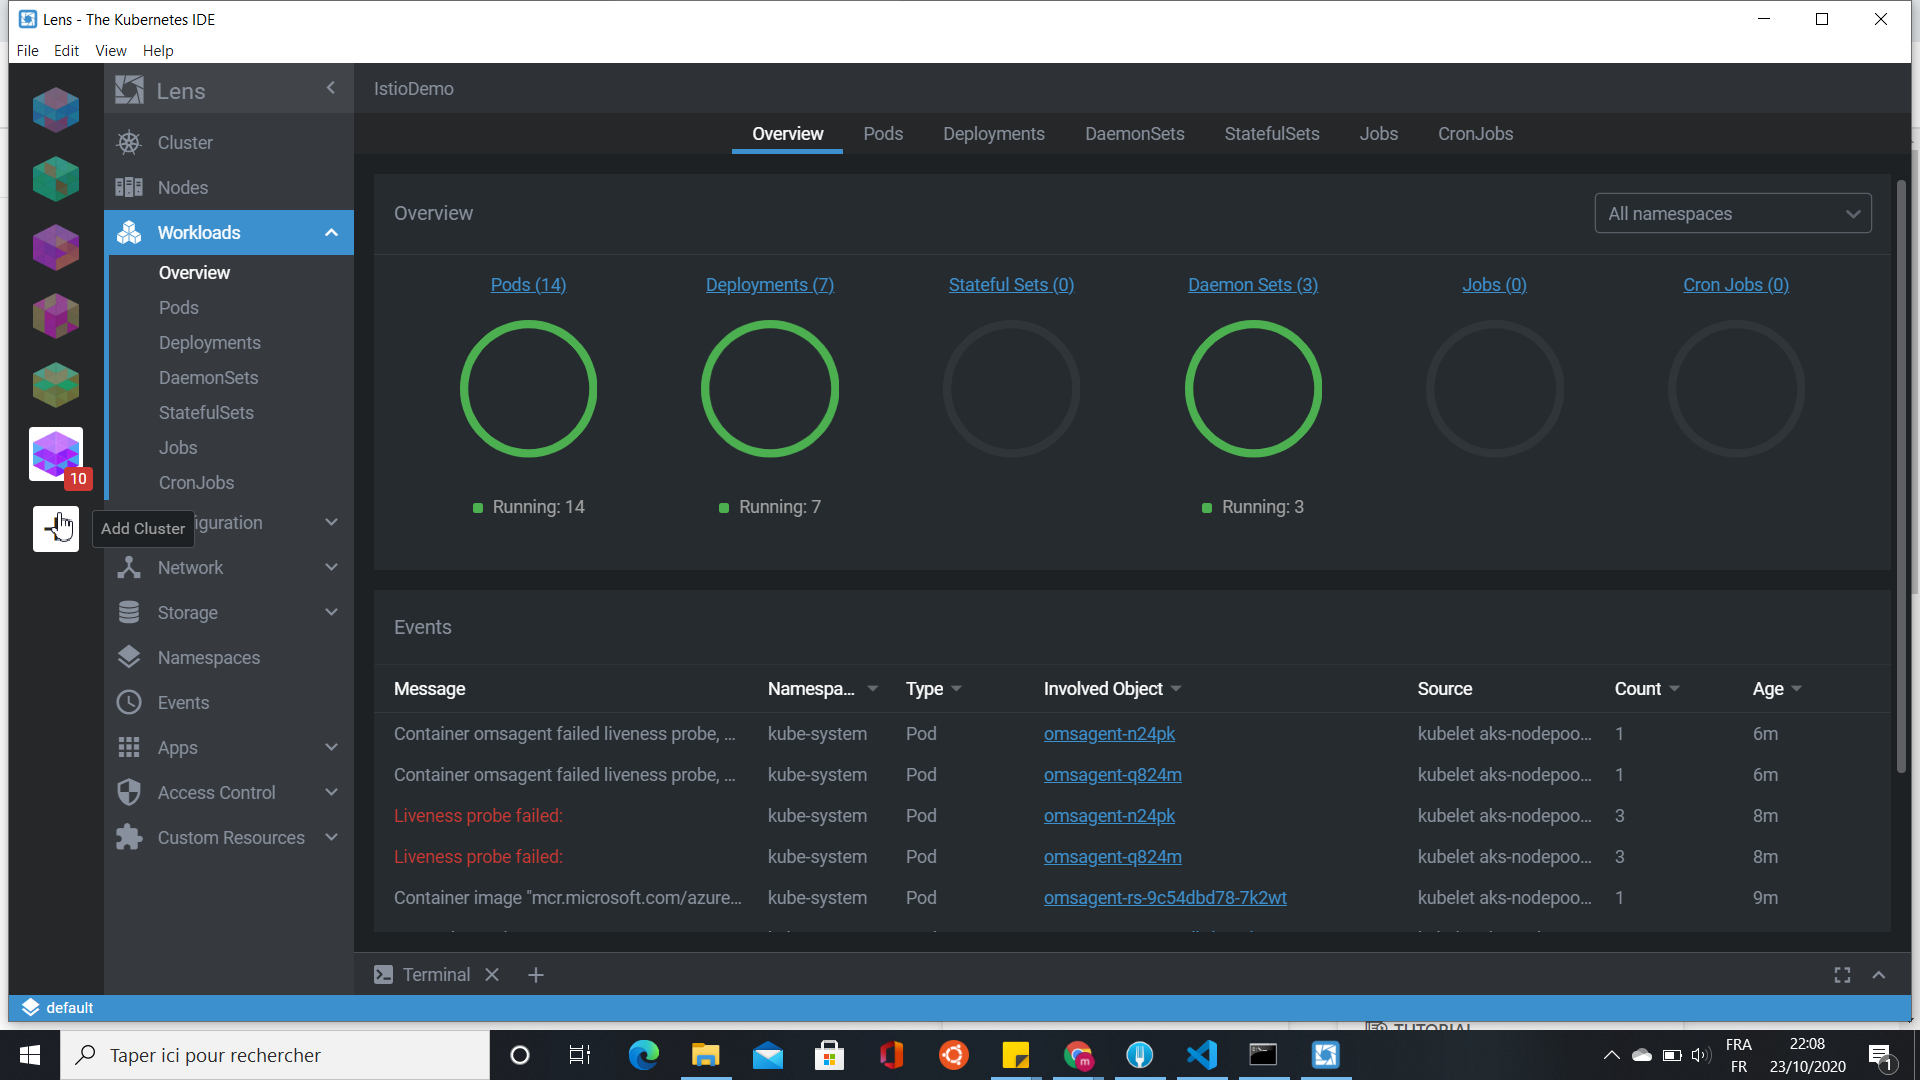 Lens - The Kubernetes IDE
File Edit View Help
Lens
IstioDemo
Cluster
Nodes
Workloads
Overview
Pods
Deployments
DaemonSets
StatefulSets
Jobs
CronJobs
10
Add Cluster
iguration
Network
Storage
Namespaces
Events
Apps
Access Control
Custom Resources
Overview Pods Deployments DaemonSets StatefulSets Jobs CronJobs
Overview
All namespaces
Pods (14) Deployments (7) Stateful Sets (0) Daemon Sets (3) Jobs (0) Cron Jobs (0)
Running: 14 Running: 7 Running: 3
Events
Message Namespa... Type Involved Object Source Count Age
Container omsagent failed liveness probe, ... kube-system Pod omsagent-n24pk kubelet aks-nodepoo... 1 6m
Container omsagent failed liveness probe, ... kube-system Pod omsagent-q824m kubelet aks-nodepoo... 1 6m
Liveness probe failed: kube-system Pod omsagent-n24pk kubelet aks-nodepoo... 3 8m
Liveness probe failed: kube-system Pod omsagent-q824m kubelet aks-nodepoo... 3 8m
Container image "mcr.microsoft.com/azure... kube-system Pod omsagent-rs-9c54dbd78-7k2wt kubelet aks-nodepoo... 1 9m
Terminal
default
TUTORIAL
Taper ici pour rechercher
FRA
FR
22:08
23/10/2020
1